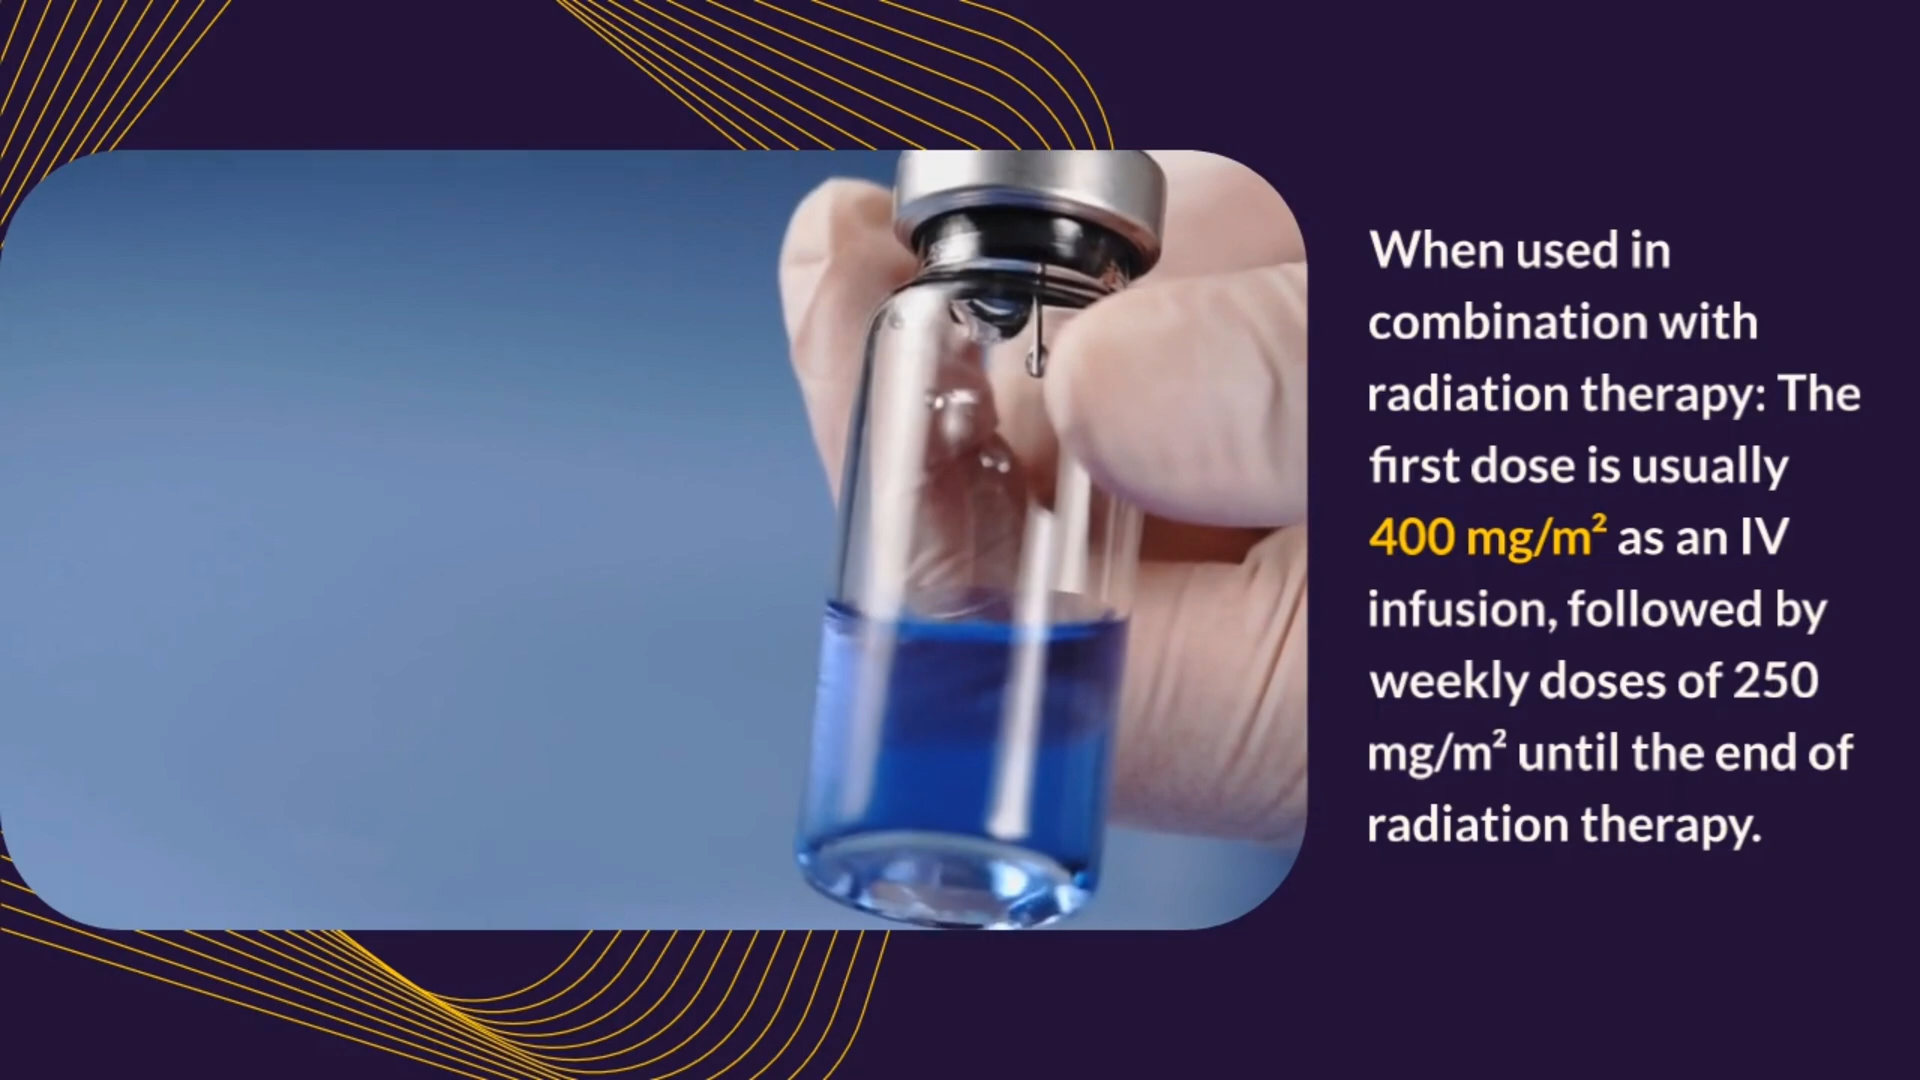 When used in
combination with
radiation therapy: The
first dose is usually
400 mg/m² as an IV
infusion, followed by
weekly doses of 250
mg/m² until the end of
radiation therapy.